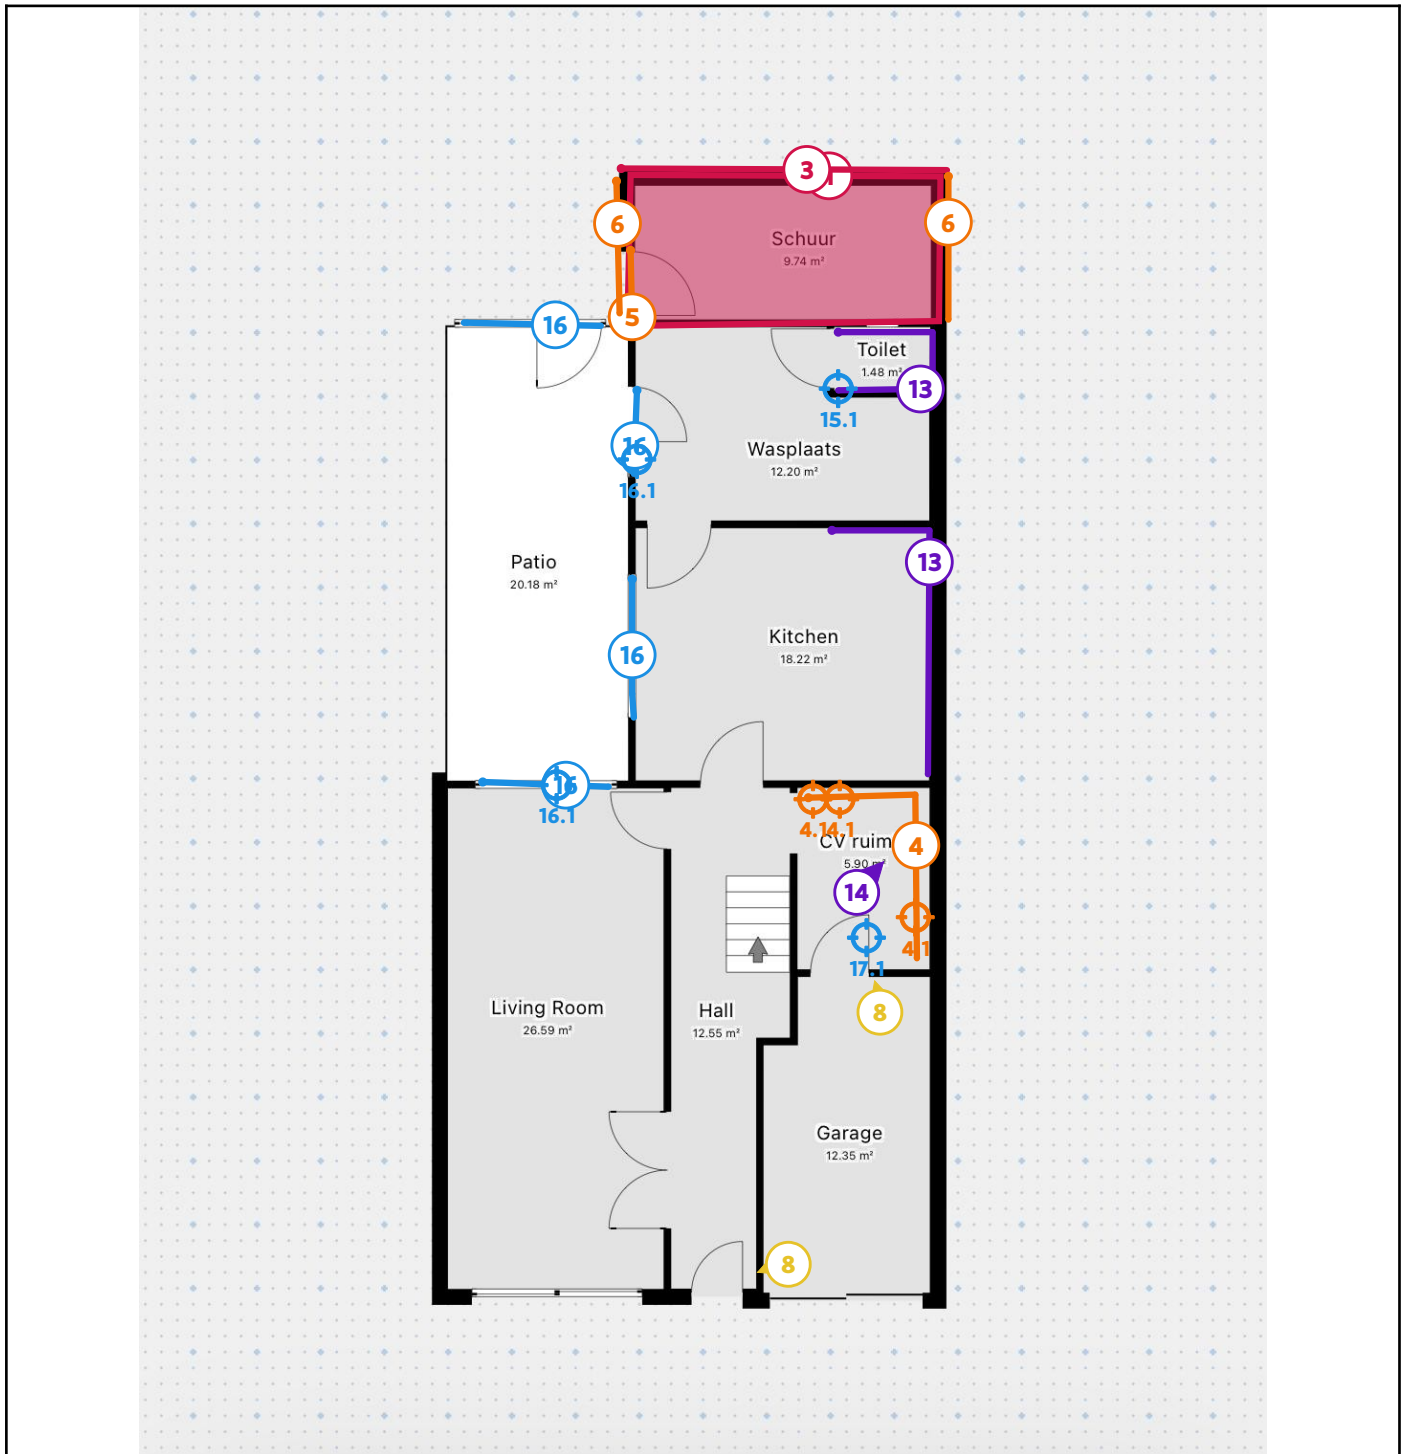 3
6
6
Schuur
9.74 m²
5
16
Toilet
1.48 m²
13
15.1
16
16.1
Wasplaats
12.20 m²
13
Patio
20.18 m²
Kitchen
18.22 m²
16
16
16.1
4.1
4.1
CV ruim
5.90 m²
4
14
4.1
17.1
8
Living Room
26.59 m²
Hall
12.55 m²
Garage
12.35 m²
8